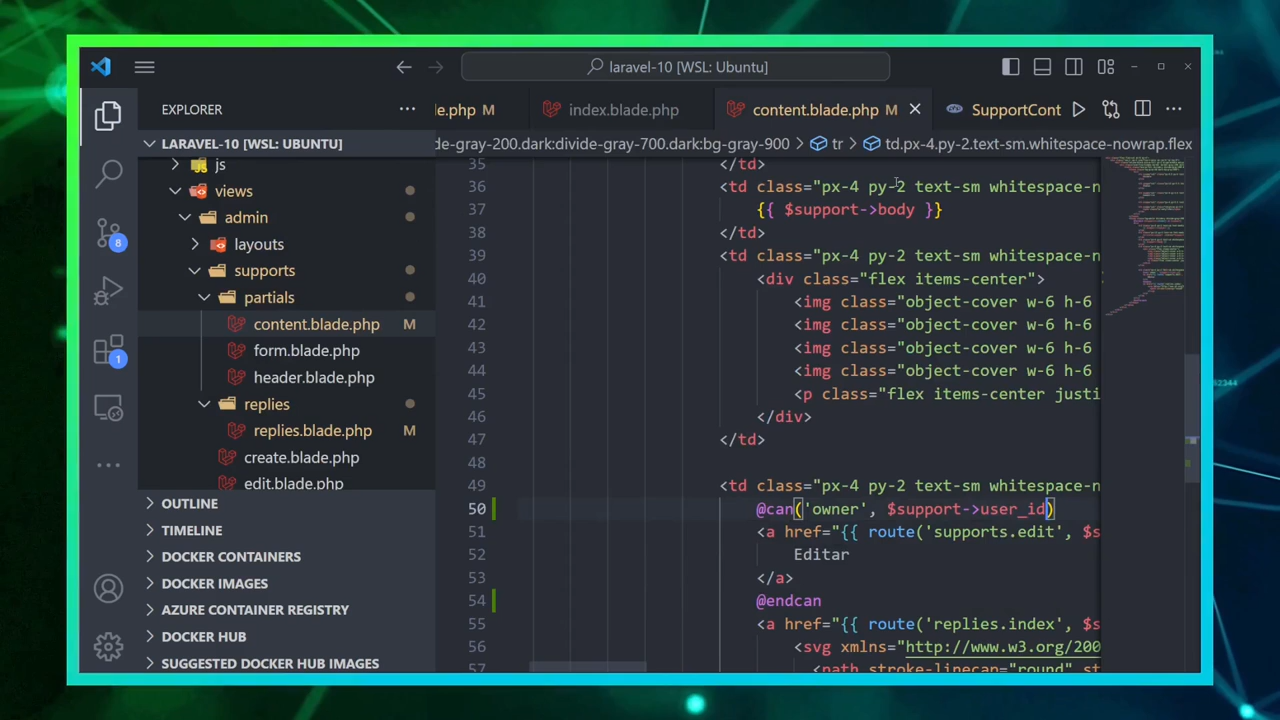 laravel-10 [WSL: Ubuntu]
EXPLORER
LARAVEL-10 [WSL: UBUNTU]
js
views
admin
layouts
supports
partials
content.blade.php M
form.blade.php
header.blade.php
replies
replies.blade.php M
create.blade.php
edit.blade.php
OUTLINE
TIMELINE
DOCKER CONTAINERS
DOCKER IMAGES
AZURE CONTAINER REGISTRY
DOCKER HUB
SUGGESTED DOCKER HUB IMAGES
8
1
de.php M index.blade.php content.blade.php M SupportCont
de-gray-200.dark:divide-gray-700.dark:bg-gray-900 > tr > td.px-4.py-2.text-sm.whitespace-nowrap.flex
35 </td>
36 <td class="px-4 py-2 text-sm whitespace-n
37 {{ $support->body }}
38 </td>
39 <td class="px-4 py-2 text-sm whitespace-n
40 <div class="flex items-center">
41 <img class="object-cover w-6 h-6
42 <img class="object-cover w-6 h-6
43 <img class="object-cover w-6 h-6
44 <img class="object-cover w-6 h-6
45 <p class="flex items-center justi
46 </div>
47 </td>
48
49 <td class="px-4 py-2 text-sm whitespace-n
50 @can('owner', $support->user_id)
51 <a href="{{ route('supports.edit', $s
52 Editar
53 </a>
54 @endcan
55 <a href="{{ route('replies.index', $s
56 <svg xmlns="http://www.w3.org/200
57 <path stroke-linecap="round" st